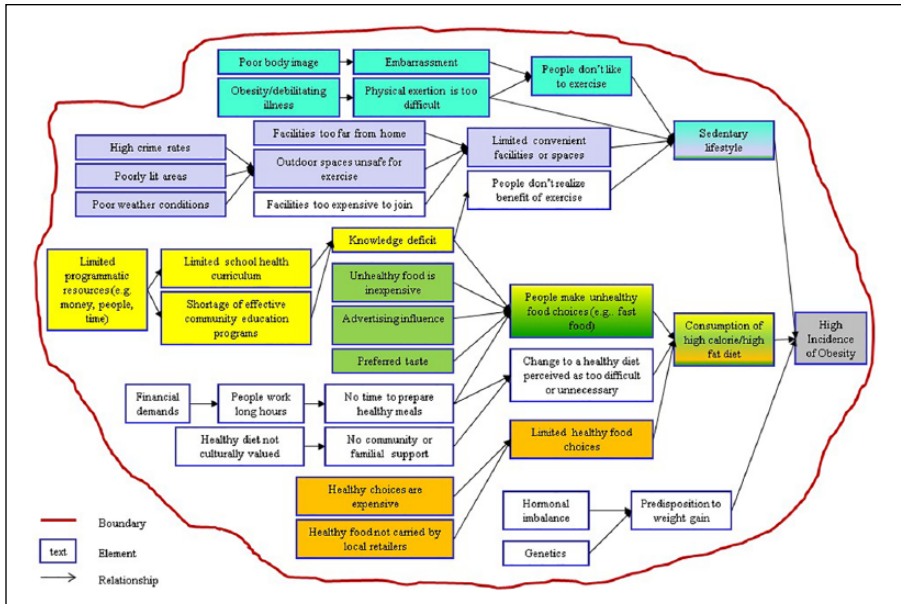 Poor body image
Embarrassment
People don't like
to exercise
Obesity/debilitating
illness
Physical exertion is too
difficult
Sedentary
lifestyle
Facilities too far from home
High crime rates
Limited convenient
facilities or spaces
Outdoor spaces unsafe for
exercise
Poorly lit areas
People don't realize
benefit of exercise
Poor weather conditions
Facilities too expensive to join
Knowledge deficit
Limited
programmatic
resources (e.g.
money, people,
time)
Limited school health
curriculum
Shortage of effective
community education
programs
Unhealthy food is
inexpensive
People make unhealthy
food choices (e.g., fast
food)
Advertising influence
Consumption of
high calorie/high
fat diet
High
Incidence
of Obesity
Preferred taste
Change to a healthy diet
perceived as too difficult
or unnecessary
Financial
demands
People work
long hours
No time to prepare
healthy meals
Healthy diet not
culturally valued
No community or
familial support
Limited healthy food
choices
Healthy choices are
expensive
Hormonal
imbalance
Predisposition to
weight gain
Healthy food not carried by
local retailers
Genetics
Boundary
text
Element
Relationship